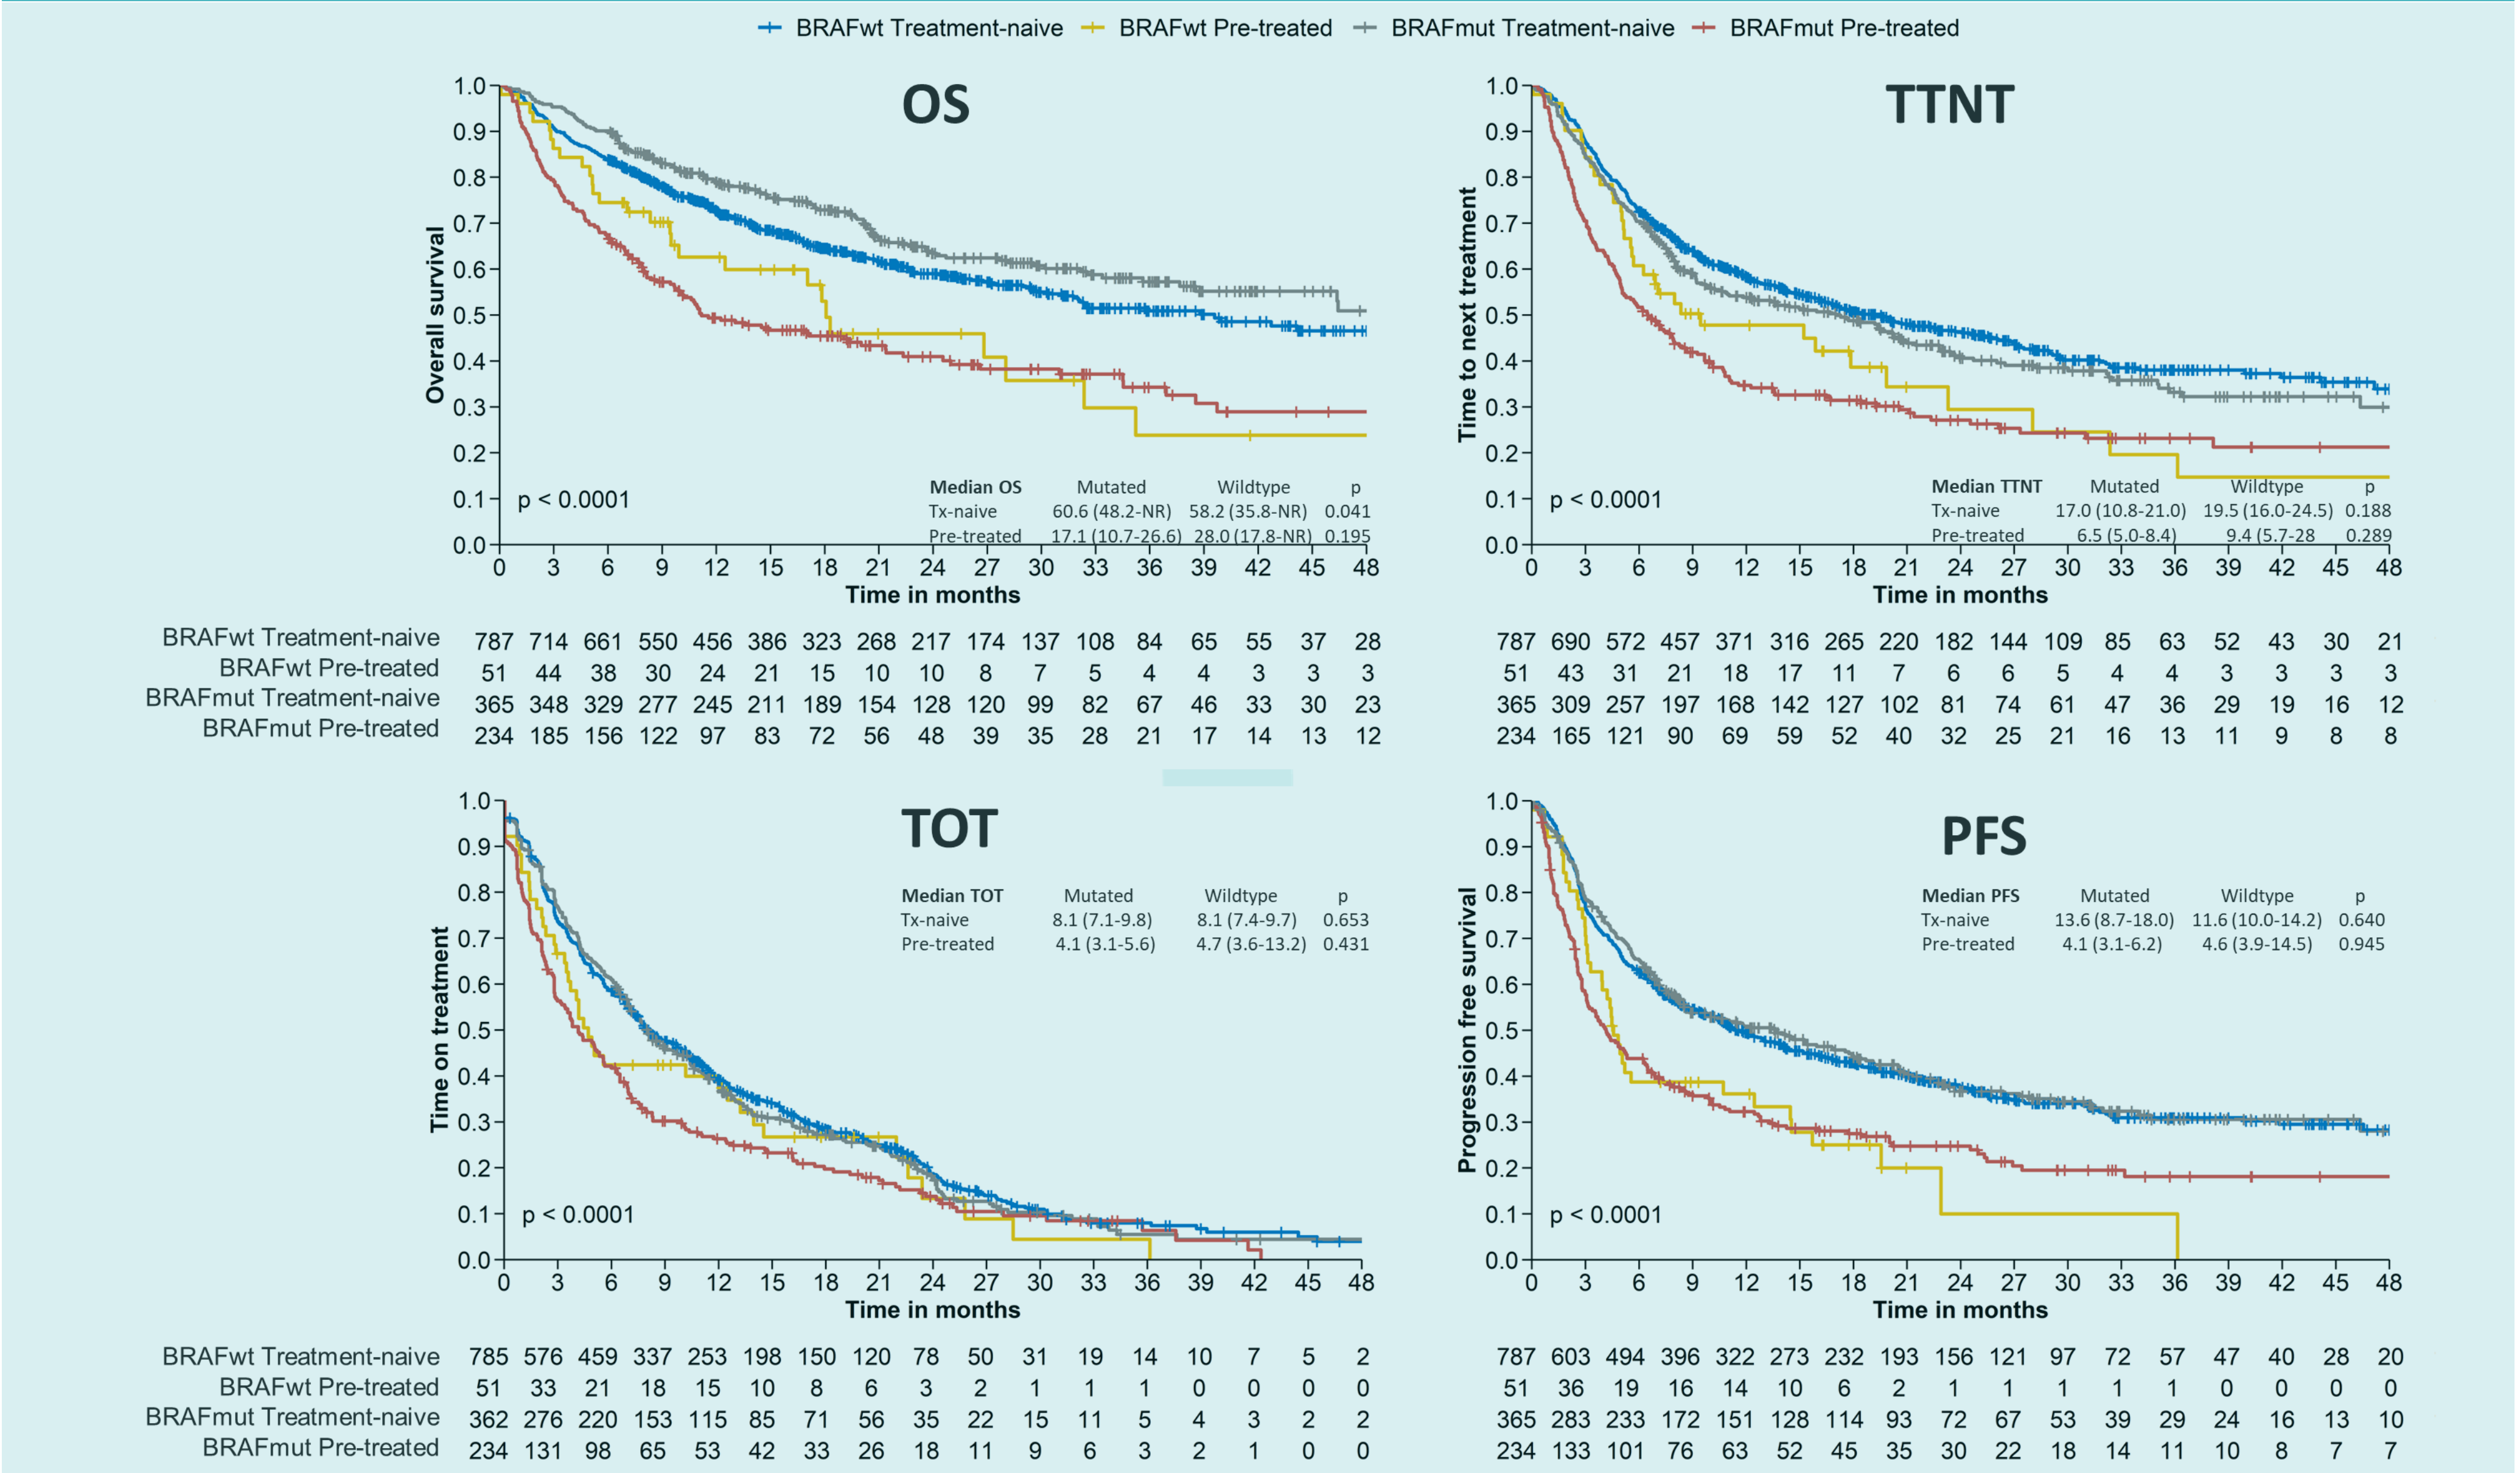 BRAFwt Treatment-naive BRAFwt Pre-treated BRAFmut Treatment-naive BRAFmut Pre-treated
OS
Overall survival
1.0
0.9
0.8
0.7
0.6
0.5
0.4
0.3
0.2
0.1
0.0
p < 0.0001
Median OS Mutated Wildtype p
Tx-naive 60.6 (48.2-NR) 58.2 (35.8-NR) 0.041
Pre-treated 17.1 (10.7-26.6) 28.0 (17.8-NR) 0.195
0 3 6 9 12 15 18 21 24 27 30 33 36 39 42 45 48
Time in months
BRAFwt Treatment-naive 787 714 661 550 456 386 323 268 217 174 137 108 84 65 55 37 28
BRAFwt Pre-treated 51 44 38 30 24 21 15 10 10 8 7 5 4 4 3 3 3
BRAFmut Treatment-naive 365 348 329 277 245 211 189 154 128 120 99 82 67 46 33 30 23
BRAFmut Pre-treated 234 185 156 122 97 83 72 56 48 39 35 28 21 17 14 13 12
TTNT
Time to next treatment
1.0
0.9
0.8
0.7
0.6
0.5
0.4
0.3
0.2
0.1
0.0
p < 0.0001
Median TTNT Mutated Wildtype p
Tx-naive 17.0 (10.8-21.0) 19.5 (16.0-24.5) 0.188
Pre-treated 6.5 (5.0-8.4) 9.4 (5.7-28 0.289
0 3 6 9 12 15 18 21 24 27 30 33 36 39 42 45 48
Time in months
787 690 572 457 371 316 265 220 182 144 109 85 63 52 43 30 21
51 43 31 21 18 17 11 7 6 6 5 4 4 3 3 3 3
365 309 257 197 168 142 127 102 81 74 61 47 36 29 19 16 12
234 165 121 90 69 59 52 40 32 25 21 16 13 11 9 8 8
TOT
Time on treatment
1.0
0.9
0.8
0.7
0.6
0.5
0.4
0.3
0.2
0.1
0.0
Median TOT Mutated Wildtype p
Tx-naive 8.1 (7.1-9.8) 8.1 (7.4-9.7) 0.653
Pre-treated 4.1 (3.1-5.6) 4.7 (3.6-13.2) 0.431
p < 0.0001
0 3 6 9 12 15 18 21 24 27 30 33 36 39 42 45 48
Time in months
BRAFwt Treatment-naive 785 576 459 337 253 198 150 120 78 50 31 19 14 10 7 5 2
BRAFwt Pre-treated 51 33 21 18 15 10 8 6 3 2 1 1 1 0 0 0 0
BRAFmut Treatment-naive 362 276 220 153 115 85 71 56 35 22 15 11 5 4 3 2 2
BRAFmut Pre-treated 234 131 98 65 53 42 33 26 18 11 9 6 3 2 1 0 0
PFS
Progression free survival
1.0
0.9
0.8
0.7
0.6
0.5
0.4
0.3
0.2
0.1
0.0
Median PFS Mutated Wildtype p
Tx-naive 13.6 (8.7-18.0) 11.6 (10.0-14.2) 0.640
Pre-treated 4.1 (3.1-6.2) 4.6 (3.9-14.5) 0.945
p < 0.0001
0 3 6 9 12 15 18 21 24 27 30 33 36 39 42 45 48
Time in months
787 603 494 396 322 273 232 193 156 121 97 72 57 47 40 28 20
51 36 19 16 14 10 6 2 1 1 1 1 1 0 0 0 0
365 283 233 172 151 128 114 93 72 67 53 39 29 24 16 13 10
234 133 101 76 63 52 45 35 30 22 18 14 11 10 8 7 7